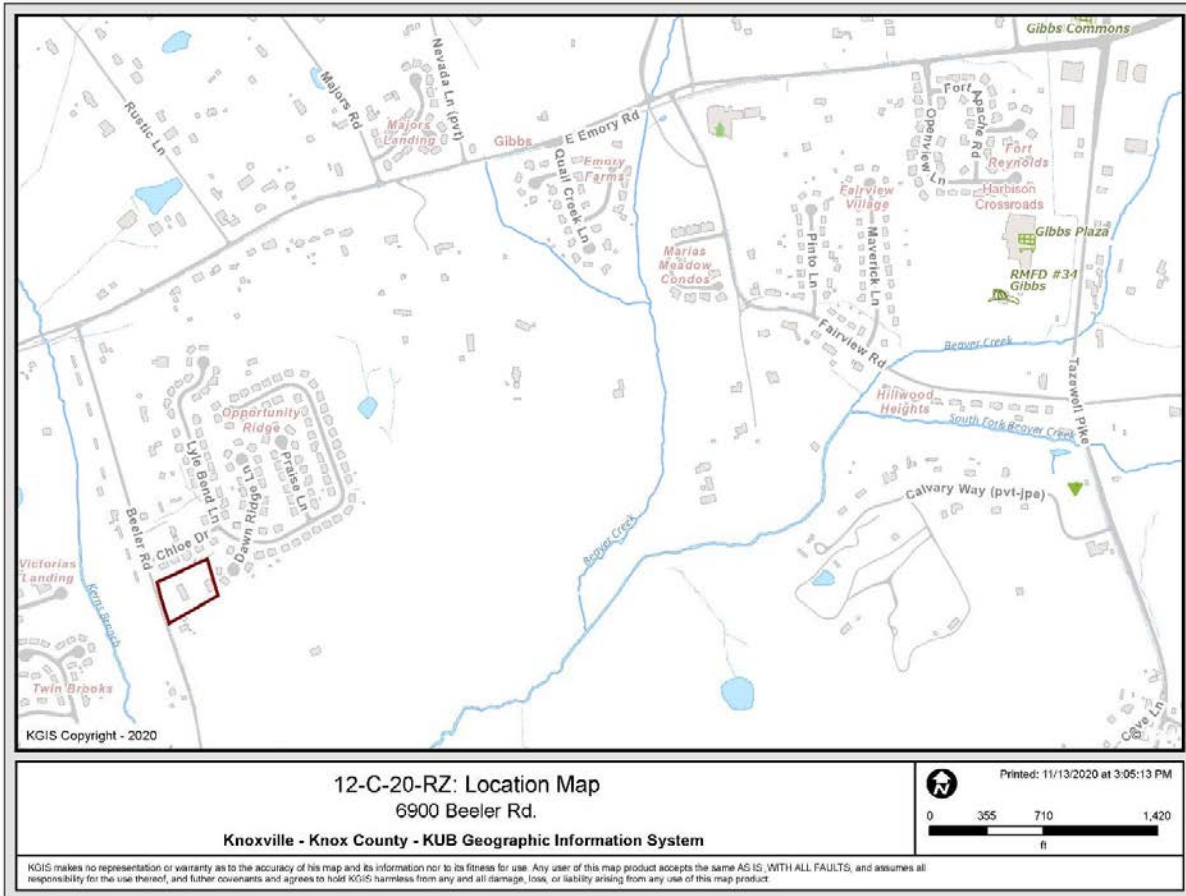 Gibbs Commons
Rustic Ln
Majors Rd
Nevada Ln (pvt)
Majors
Landing
Gibbs
E Emory Rd
Quail Creek Ln
Emory
Farms
Openview Ln
Fort
Apache Rd
Fort
Reynolds
Harbison
Crossroads
Fairview
Village
Pinto Ln
Maverick Ln
Gibbs Plaza
RMFD #34
Gibbs
Marias
Meadow
Condos
Fairview Rd
Beaver Creek
Tazewell Pike
Hillwood
Heights
South Fork Beaver Creek
Opportunity
Ridge
Lyle Bend Ln
Dawn Ridge Ln
Praise Ln
Beeler Rd
Chloe Dr
Calvary Way (pvt-jpe)
Beaver Creek
Victorias
Landing
Kerns Branch
Twin Brooks
Cave Ln
KGIS Copyright - 2020
12-C-20-RZ: Location Map
6900 Beeler Rd.
Knoxville - Knox County - KUB Geographic Information System
N
Printed: 11/13/2020 at 3:05:13 PM
0 355 710 1,420
ft
KGIS makes no representation or warranty as to the accuracy of his map and its information nor to its fitness for use. Any user of this map product accepts the same AS IS ,WITH ALL FAULTS, and assumes all
responsibility for the use thereof, and futher covenants and agrees to hold KGIS harmless from any and all damage, loss, or liability arising from any use of this map product.